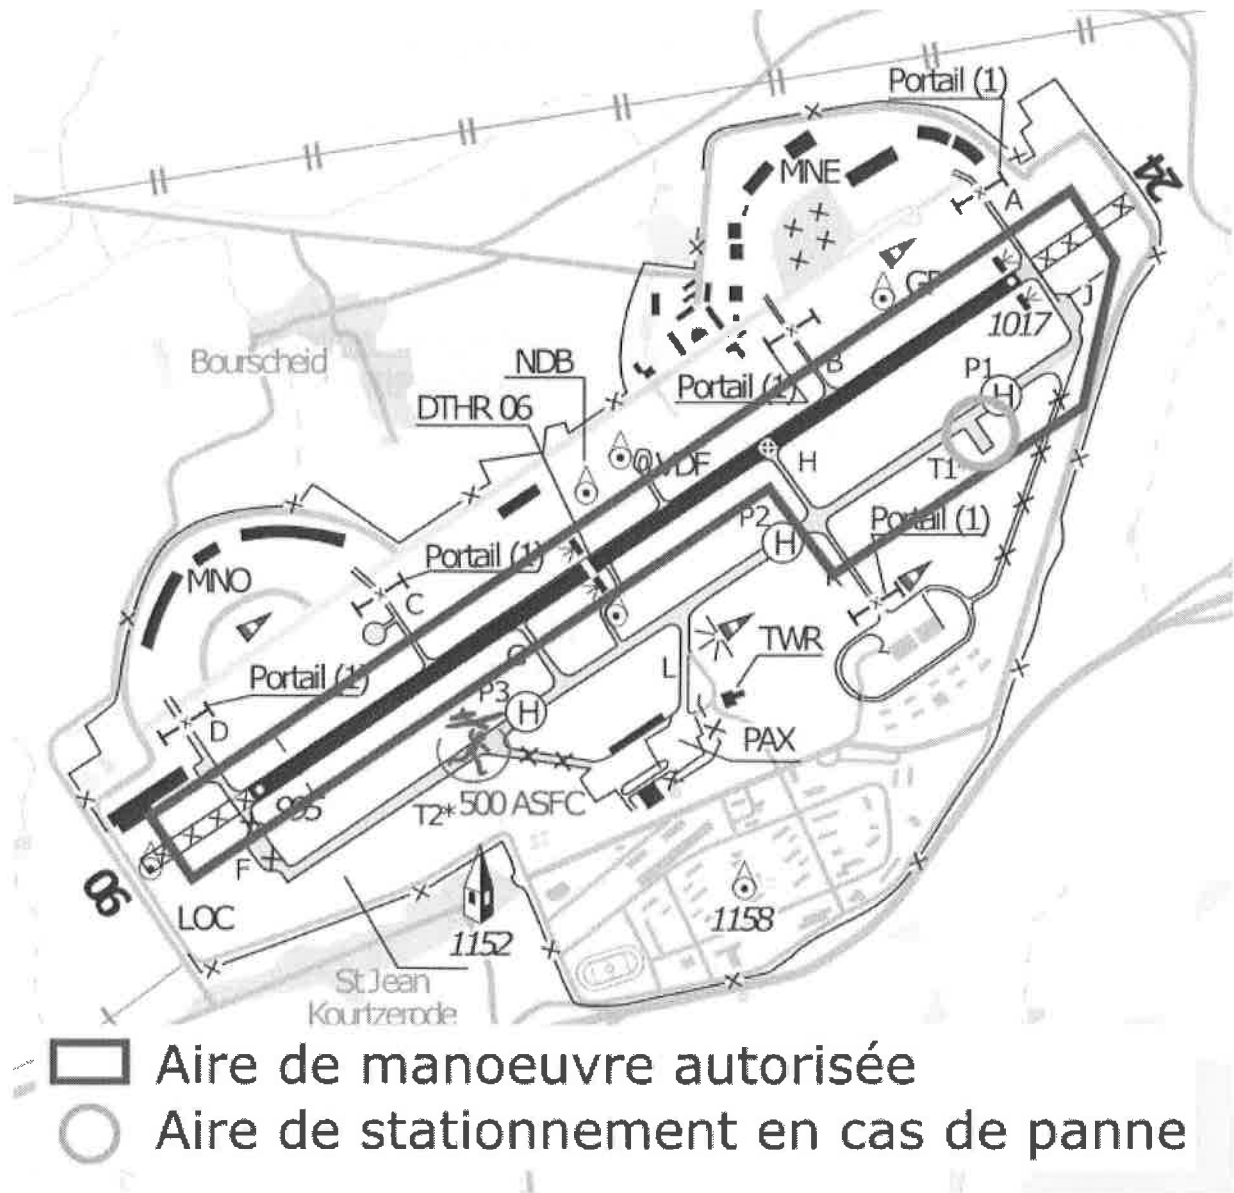 Portail (1)
24
MNE
A
GP
J
1017
Bourscheid
NDB
B
P1
H
Portail (1)
DTHR 06
@ VDF
H
T1*
P2
Portail (1)
H
Portail (1)
MNO
C
K
TWR
G
L
Portail (1)
P3
H
D
PAX
995
T2* 500 ASFC
F
06
LOC
1152
1158
St Jean
Kourtzerode
Aire de manoeuvre autorisée
Aire de stationnement en cas de panne